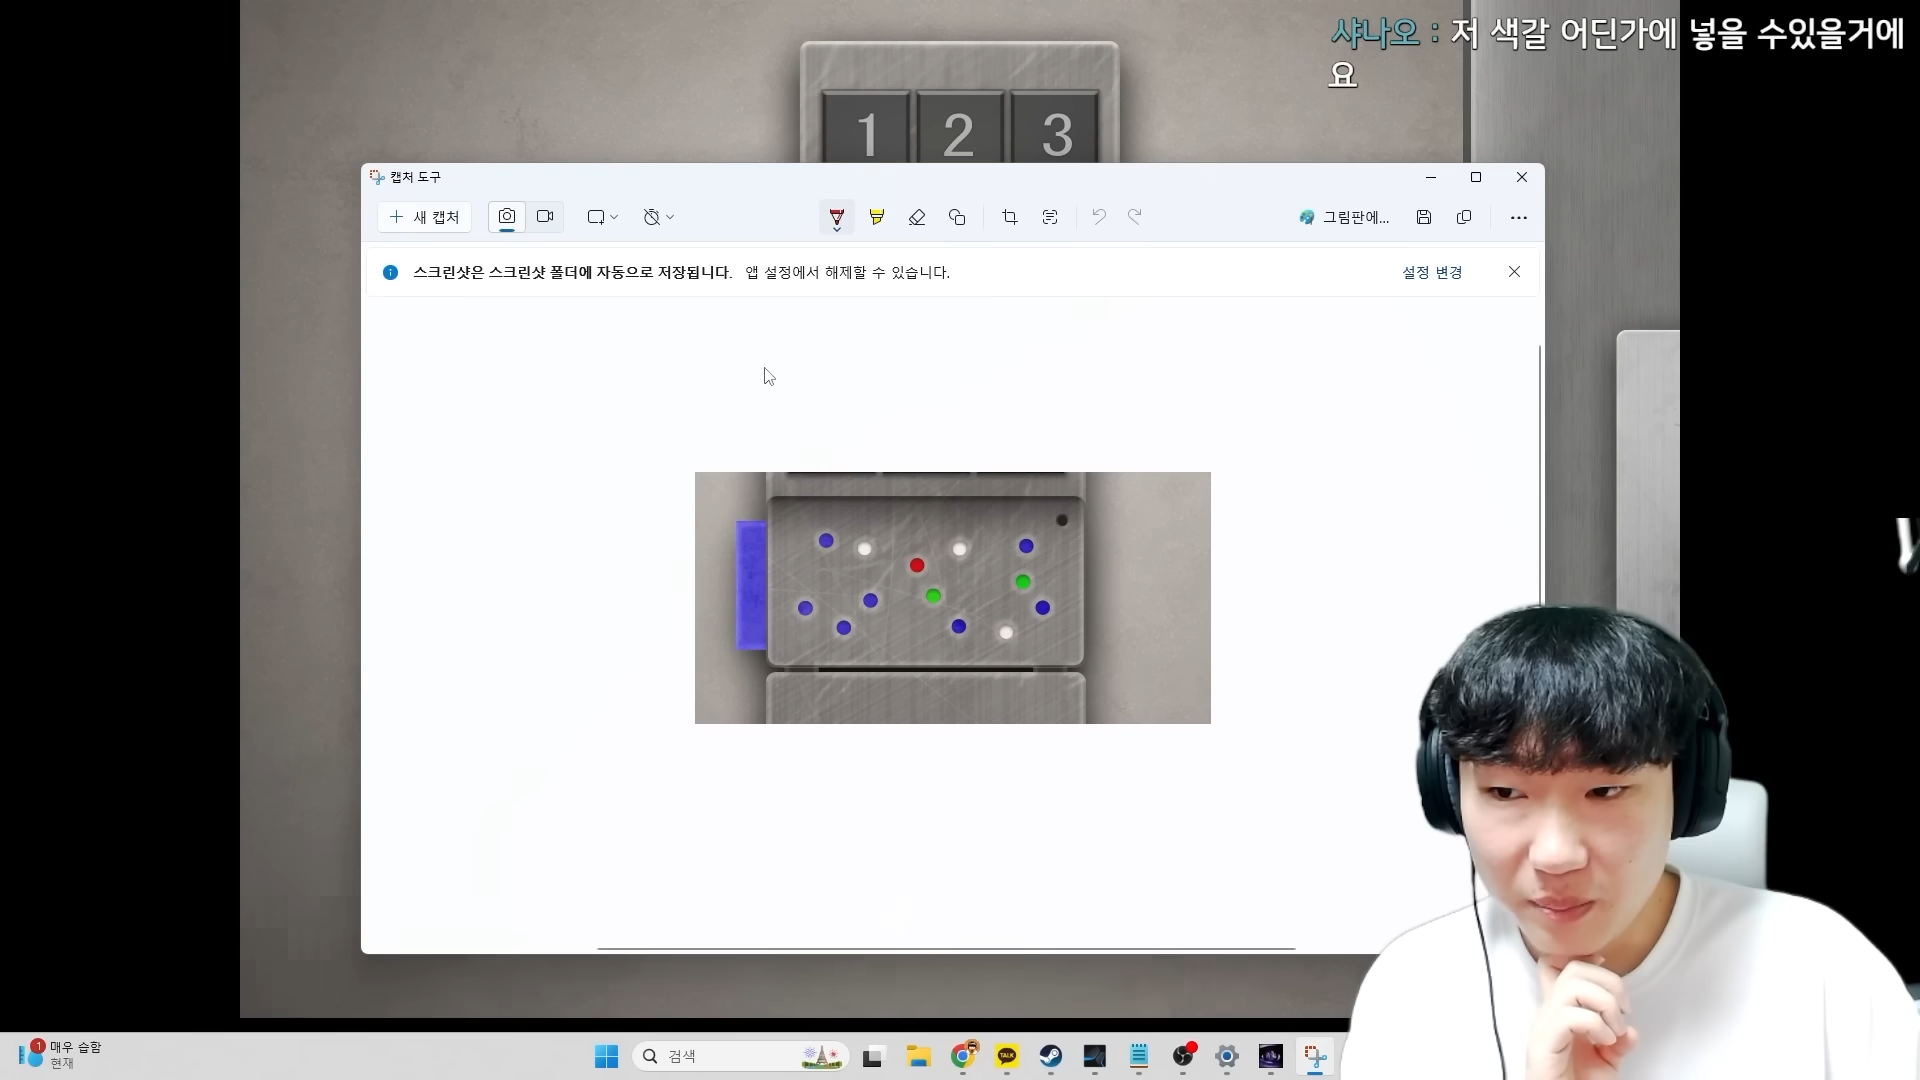 샤나오 : 저 색갈 어딘가에 넣을 수있을거에
요
1 2 3
캡처 도구
새 캡처
그림판에...
스크린샷은 스크린샷 폴더에 자동으로 저장됩니다. 앱 설정에서 해제할 수 있습니다.
설정 변경
1
매우 습함
현재
검색
TALK